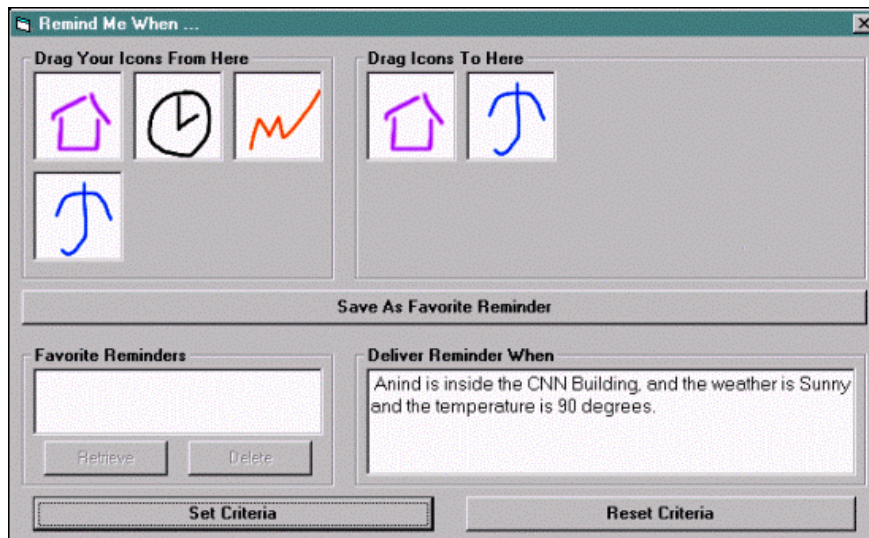 Remind Me When ...
Drag Your Icons From Here
Drag Icons To Here
Save As Favorite Reminder
Favorite Reminders
Retrieve
Delete
Deliver Reminder When
Anind is inside the CNN Building, and the weather is Sunny
and the temperature is 90 degrees.
Set Criteria
Reset Criteria